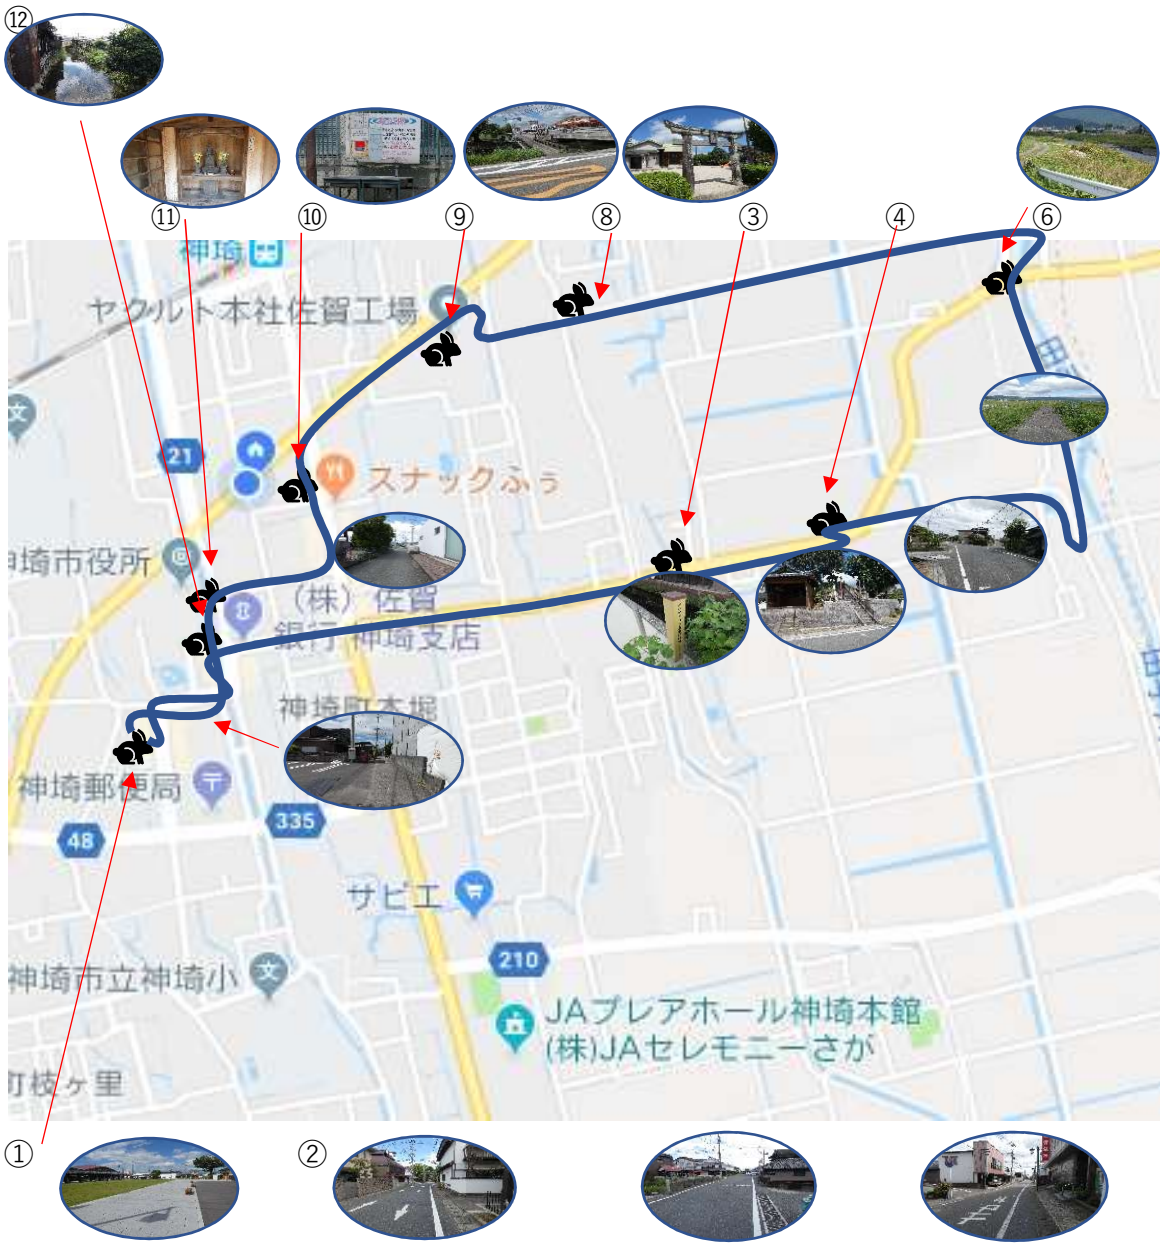 ⑫
⑪
⑩
⑨
⑧
③
④
⑥
神埼
ヤクルト本社佐賀工場
21
スナックふぅ
神埼市役所
（株）佐賀
銀行 神埼支店
神埼町本堀
神埼郵便局
335
48
サピエ
210
神埼市立神埼小
JAプレアホール神埼本館
(株)JAセレモニーさが
町枝ヶ里
①
②